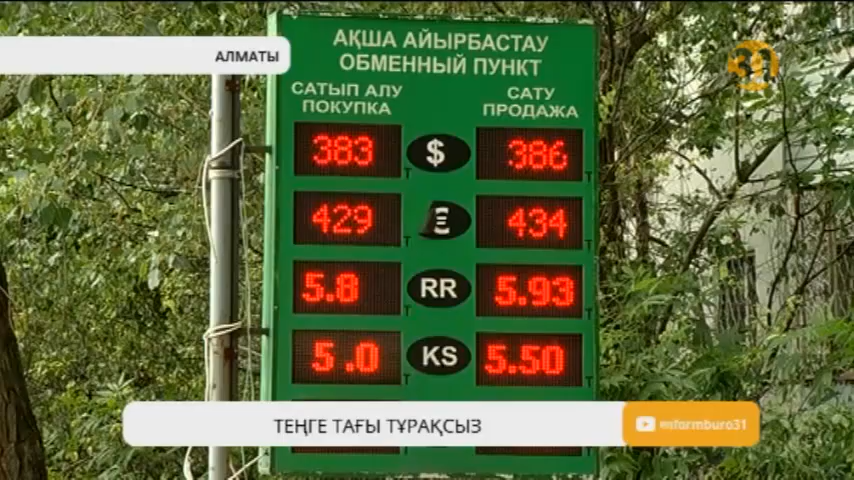 АЛМАТЫ
31
АҚША АЙЫРБАСТАУ
ОБМЕННЫЙ ПУНКТ
САТЫП АЛУ САТУ
ПОКУПКА ПРОДАЖА
383 $ 386
429 434
5.8 RR 5.93
5.0 KS 5.50
ТЕҢГЕ ТАҒЫ ТҰРАҚСЫЗ
informburo31